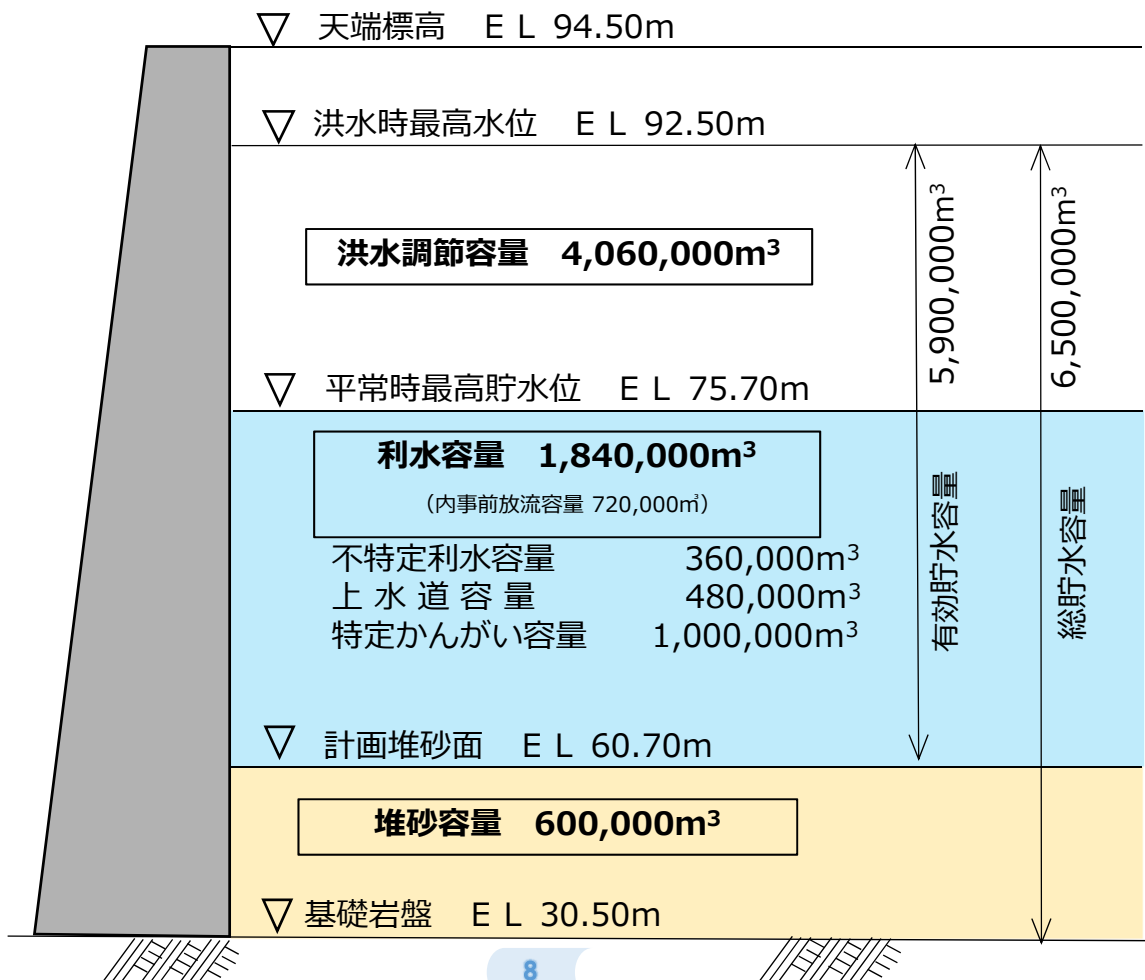 天端標高 EL 94.50m
洪水時最高水位 EL 92.50m
洪水調節容量 4,060,000m³
平常時最高貯水位 EL 75.70m
利水容量 1,840,000m³
(内事前放流容量 720,000㎥)
不特定利水容量 360,000m³
上水道容量 480,000m³
特定かんがい容量 1,000,000m³
計画堆砂面 EL 60.70m
堆砂容量 600,000m³
基礎岩盤 EL 30.50m
有効貯水容量 5,900,000m³
総貯水容量 6,500,000m³
8